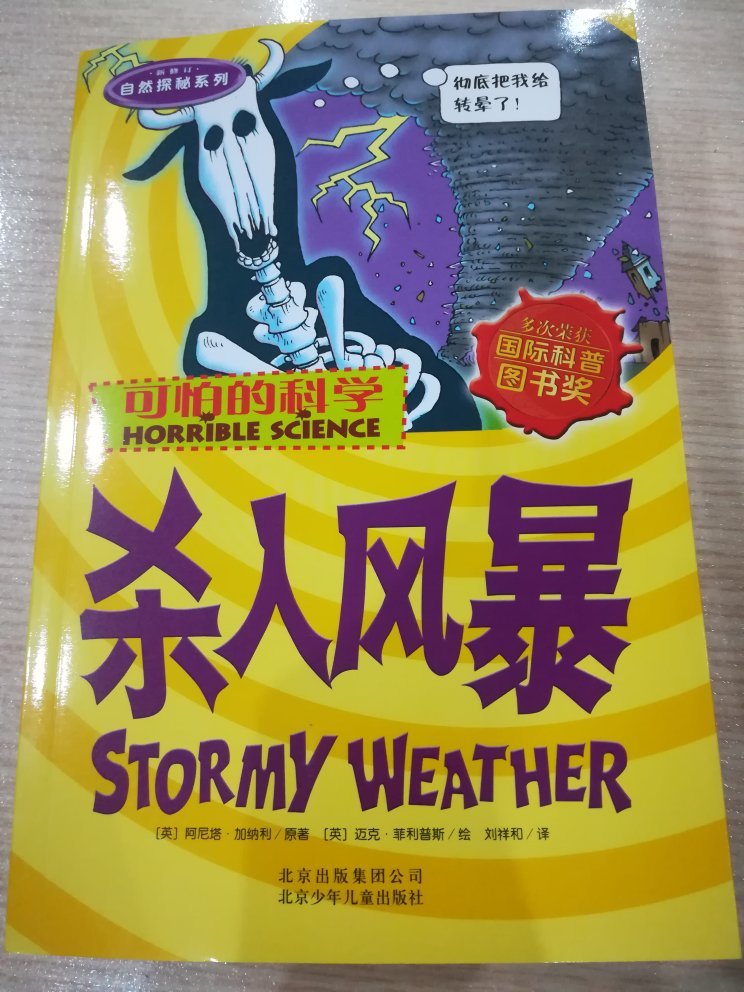 ·新修订·
自然探秘系列
彻底把我给
转晕了！
多次荣获
国际科普
图书奖
可怕的科学
HORRIBLE SCIENCE
杀人风暴
STORMY WEATHER
［英］阿尼塔·加纳利／原著 ［英］迈克·菲利普斯／绘 刘祥和／译
北京出版集团公司
北京少年儿童出版社